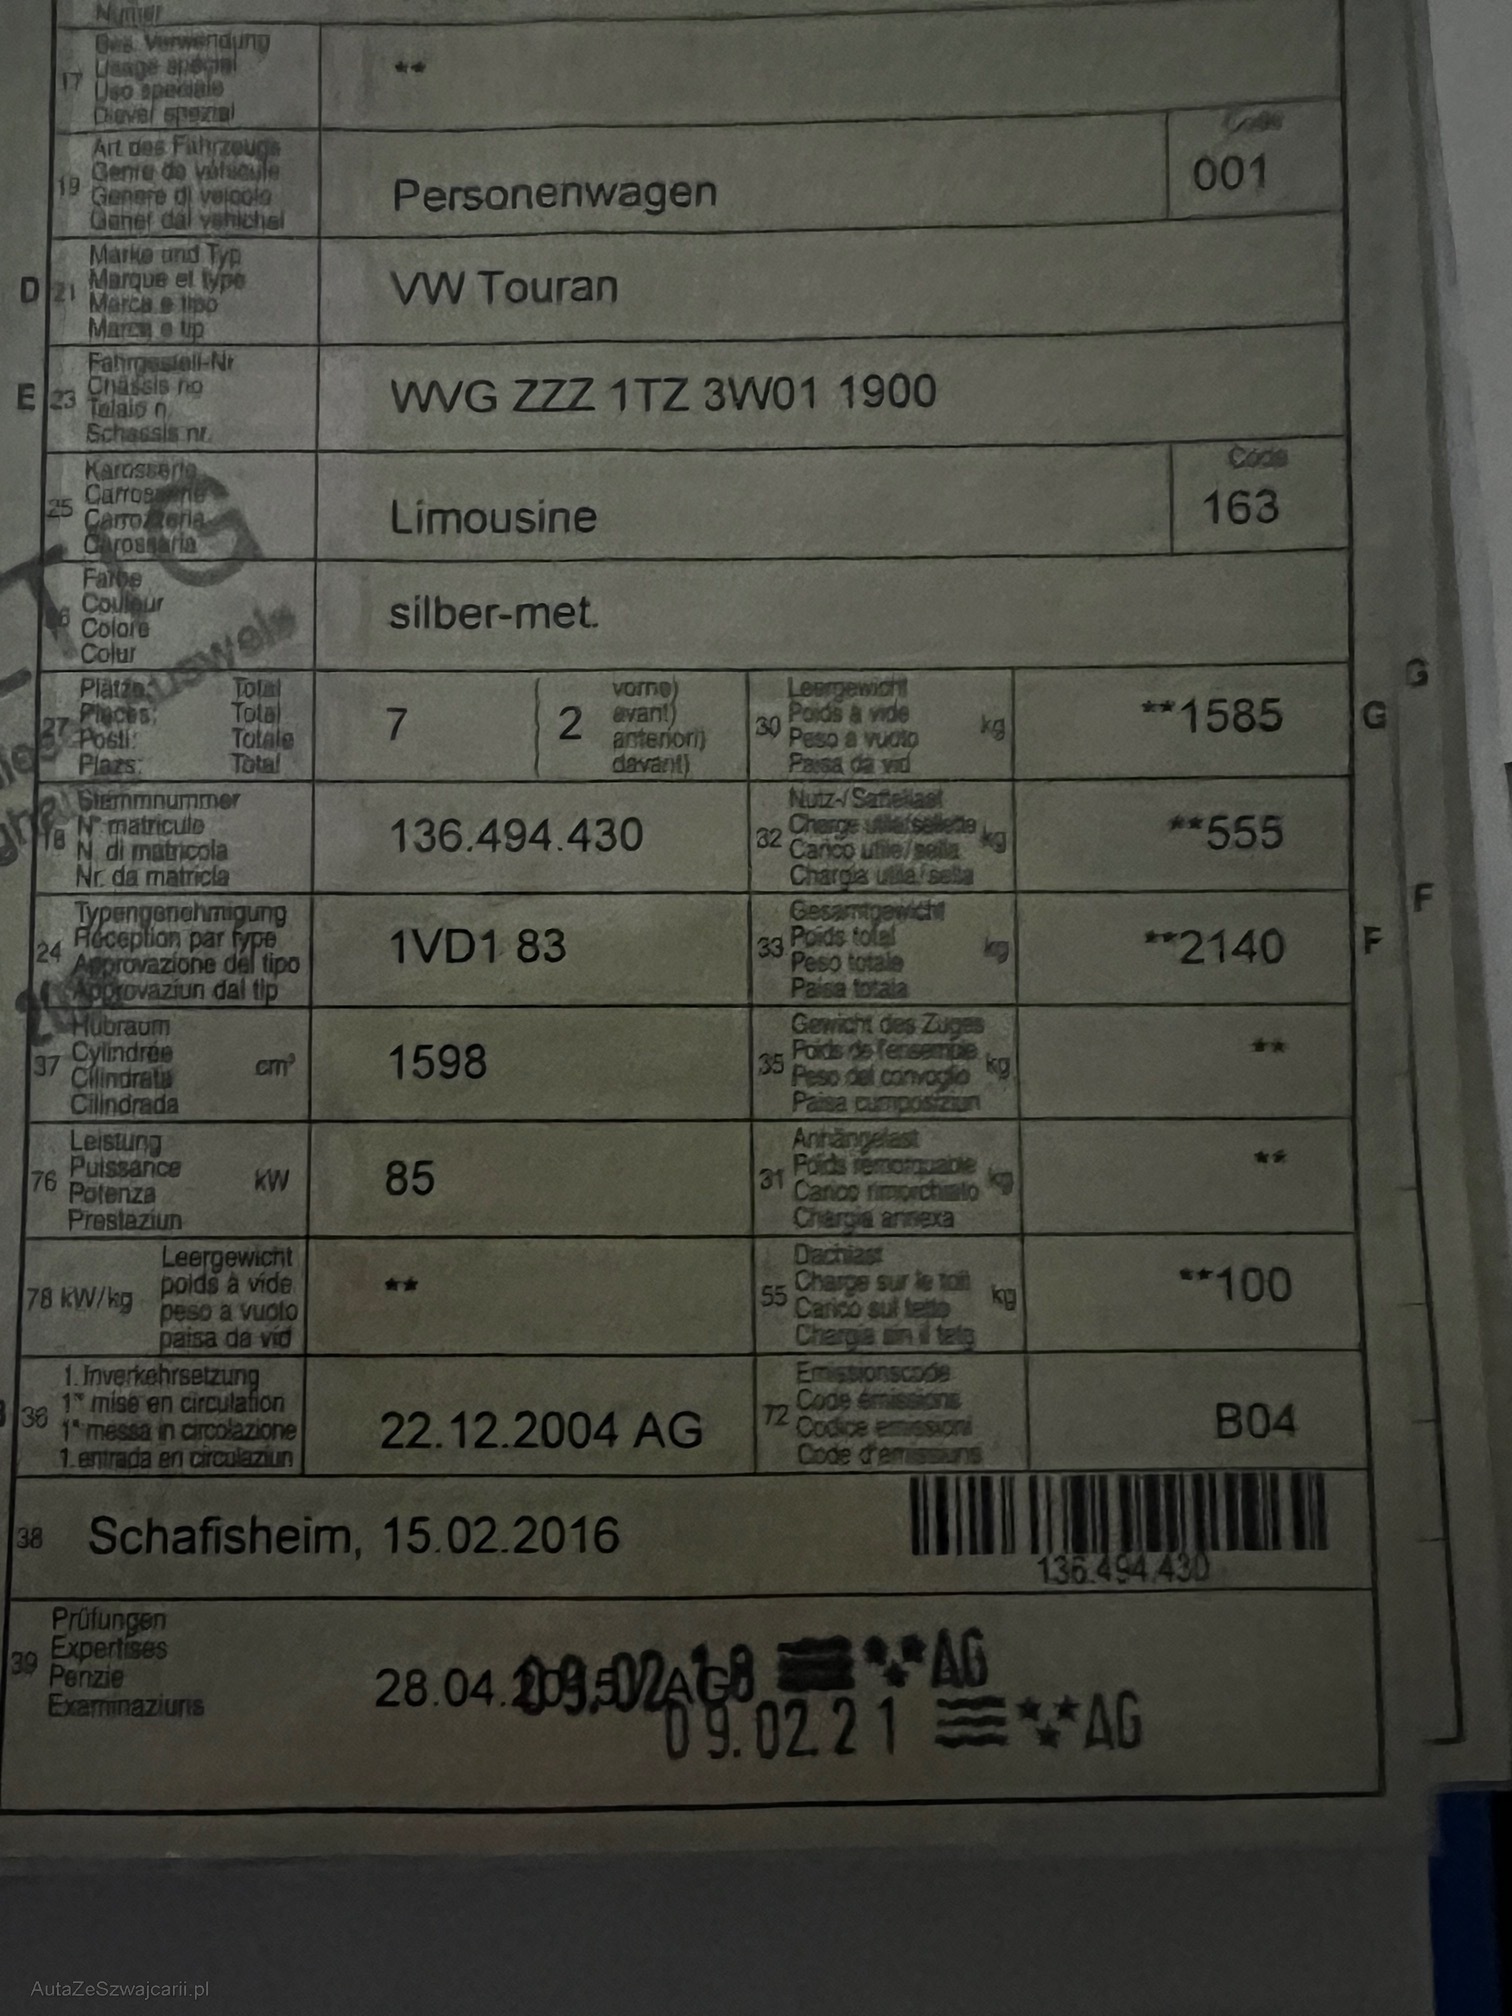 Bes. Verwendung
17 Usage spécial
Uso speciale
Diever spezial
**
Art des Fahrzeugs
19 Genre de véhicule
Genere di veicolo
Gener dal vehichel
Personenwagen
Code
001
Marke und Typ
D 21 Marque et type
Marca e tipo
Marca e tip
VW Touran
Fahrgestell-Nr
E 23 Châssis no
Telaio n.
Schassis nr.
WVG ZZZ 1TZ 3W01 1900
Karosserie
25 Carrosserie
Carrozzeria
Carossaria
Limousine
Code
163
Farbe
Couleur
Colore
Colur
silber-met.
Plätze: Total
27 Places: Total
Posti: Totale
Plazs: Total
7 2
vorne)
avant)
anteriori)
davant)
Leergewicht
30 Poids à vide kg
Peso a vuoto
Paisa da vid
**1585 G G
Stammnummer
18 N° matricule
N. di matricola
Nr. da matricla
136.494.430
Nutz-/Sattellast
32 Charge utile/sellette kg
Carico utile/sella
Chargia utila/sella
**555
Typengenehmigung
24 Réception par type
Approvazione del tipo
Approvaziun dal tip
1VD1 83
Gesamtgewicht
33 Poids total kg
Peso totale
Paisa totala
**2140 F F
Hubraum
37 Cylindrée cm³
Cilindrata
Cilindrada
1598
Gewicht des Zuges
35 Poids de l'ensemble kg
Peso del convoglio
Paisa cumposiziun
**
Leistung
76 Puissance kW
Potenza
Prestaziun
85
Anhängelast
31 Poids remorquable kg
Carico rimorchiato
Chargia annexa
**
Leergewicht
78 kW/kg poids à vide
peso a vuoto
paisa da vid
**
Dachlast
55 Charge sur le toit kg
Carico sul tetto
Chargia sin il tetg
**100
1. Inverkehrsetzung
36 1re mise en circulation
1a messa in circolazione
1. entrada en circulaziun
22.12.2004 AG
Emissionscode
72 Code émissions
Codice emissioni
Code d'emissiuns
B04
38 Schafisheim, 15.02.2016
136.494.430
Prüfungen
39 Expertises
Perizie
Examinaziuns
28.04.2015 AG
09.02.18 AG
09.02.21 AG
AutaZeSzwajcarii.pl